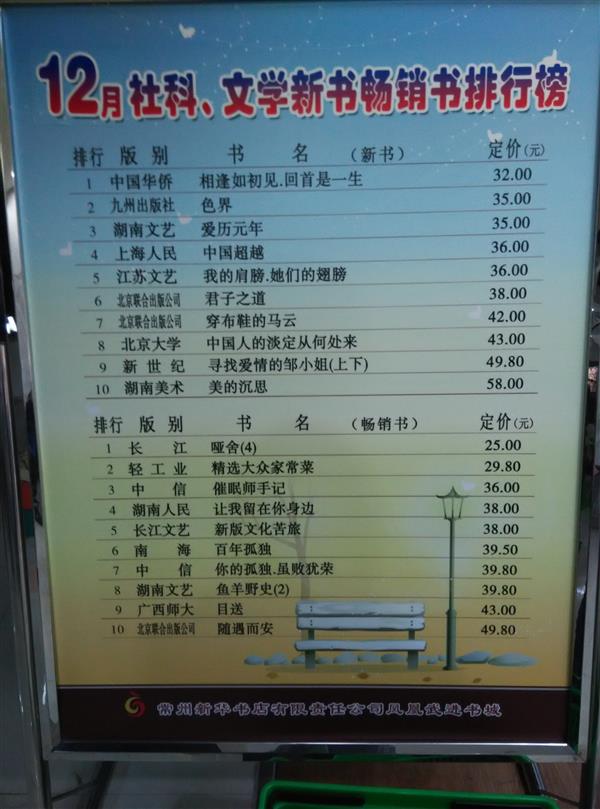 12月社科、文学新书畅销书排行榜
排行 版别 书名（新书） 定价(元)
1 中国华侨 相逢如初见.回首是一生 32.00
2 九州出版社 色界 35.00
3 湖南文艺 爱历元年 35.00
4 上海人民 中国超越 36.00
5 江苏文艺 我的肩膀.她们的翅膀 36.00
6 北京联合出版公司 君子之道 38.00
7 北京联合出版公司 穿布鞋的马云 42.00
8 北京大学 中国人的淡定从何处来 43.00
9 新世纪 寻找爱情的邹小姐(上下) 49.80
10 湖南美术 美的沉思 58.00
排行 版别 书名（畅销书） 定价(元)
1 长江 哑舍(4) 25.00
2 轻工业 精选大众家常菜 29.80
3 中信 催眠师手记 36.00
4 湖南人民 让我留在你身边 38.00
5 长江文艺 新版文化苦旅 38.00
6 南海 百年孤独 39.50
7 中信 你的孤独.虽败犹荣 39.80
8 湖南文艺 鱼羊野史(2) 39.80
9 广西师大 目送 43.00
10 北京联合出版公司 随遇而安 49.80
常州新华书店有限责任公司凤凰武进书城